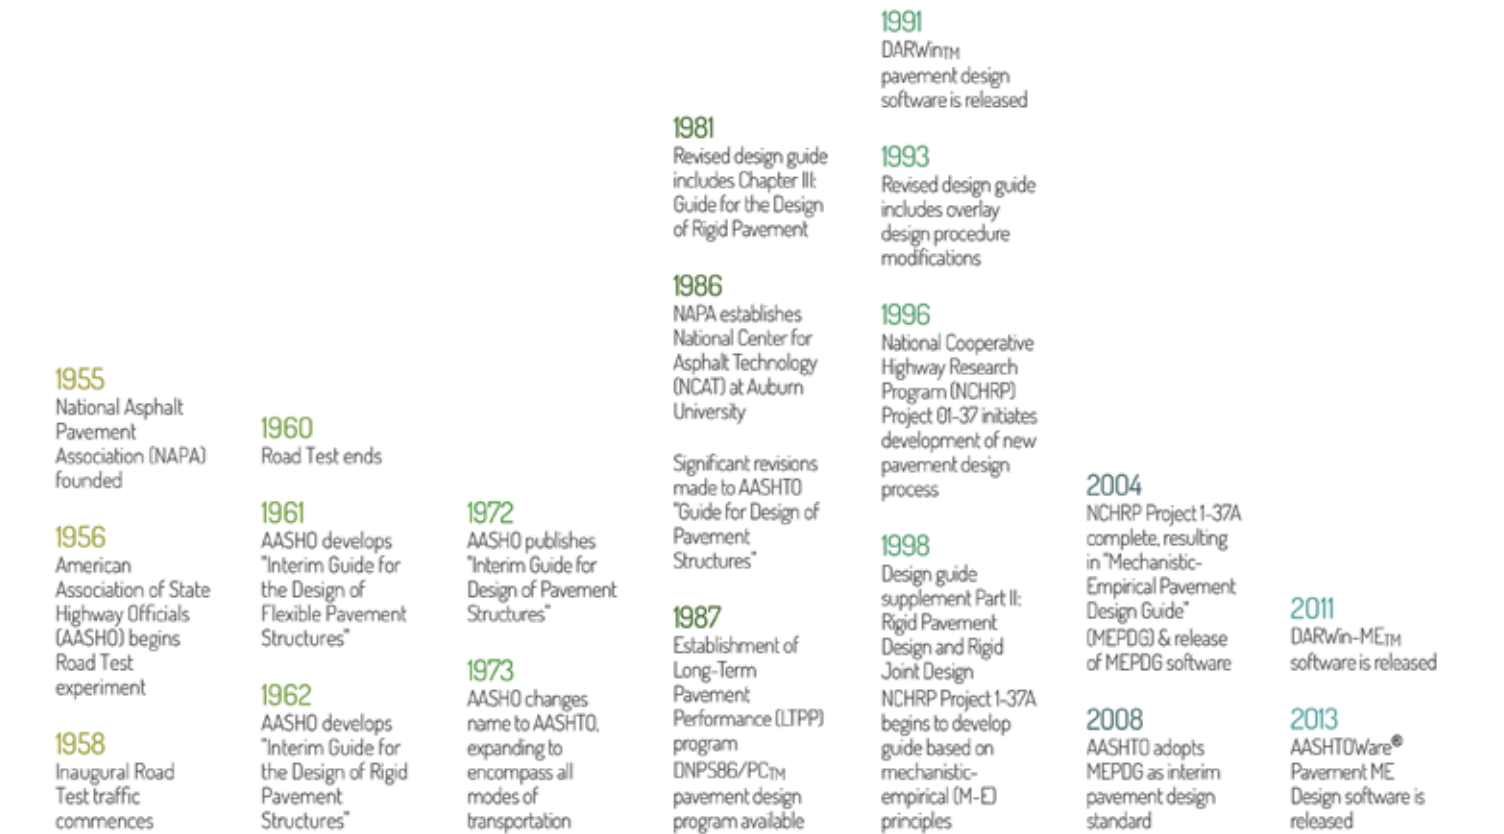 1955
National Asphalt
Pavement
Association (NAPA)
founded
1956
American
Association of State
Highway Officials
(AASHO) begins
Road Test
experiment
1958
Inaugural Road
Test traffic
commences
1960
Road Test ends
1961
AASHO develops
"Interim Guide for
the Design of
Flexible Pavement
Structures"
1962
AASHO develops
"Interim Guide for
the Design of Rigid
Pavement
Structures"
1972
AASHO publishes
"Interim Guide for
Design of Pavement
Structures"
1973
AASHO changes
name to AASHTO,
expanding to
encompass all
modes of
transportation
1981
Revised design guide
includes Chapter III:
Guide for the Design
of Rigid Pavement
1986
NAPA establishes
National Center for
Asphalt Technology
(NCAT) at Auburn
University
Significant revisions
made to AASHTO
"Guide for Design of
Pavement
Structures"
1987
Establishment of
Long-Term
Pavement
Performance (LTPP)
program
DNPS86/PC™
pavement design
program available
1991
DARWin™
pavement design
software is released
1993
Revised design guide
includes overlay
design procedure
modifications
1996
National Cooperative
Highway Research
Program (NCHRP)
Project 01-37 initiates
development of new
pavement design
process
1998
Design guide
supplement Part II:
Rigid Pavement
Design and Rigid
Joint Design
NCHRP Project 1-37A
begins to develop
guide based on
mechanistic-
empirical (M-E)
principles
2004
NCHRP Project 1-37A
complete, resulting
in "Mechanistic-
Empirical Pavement
Design Guide"
(MEPDG) & release
of MEPDG software
2008
AASHTO adopts
MEPDG as interim
pavement design
standard
2011
DARWin-ME™
software is released
2013
AASHTOWare®
Pavement ME
Design software is
released